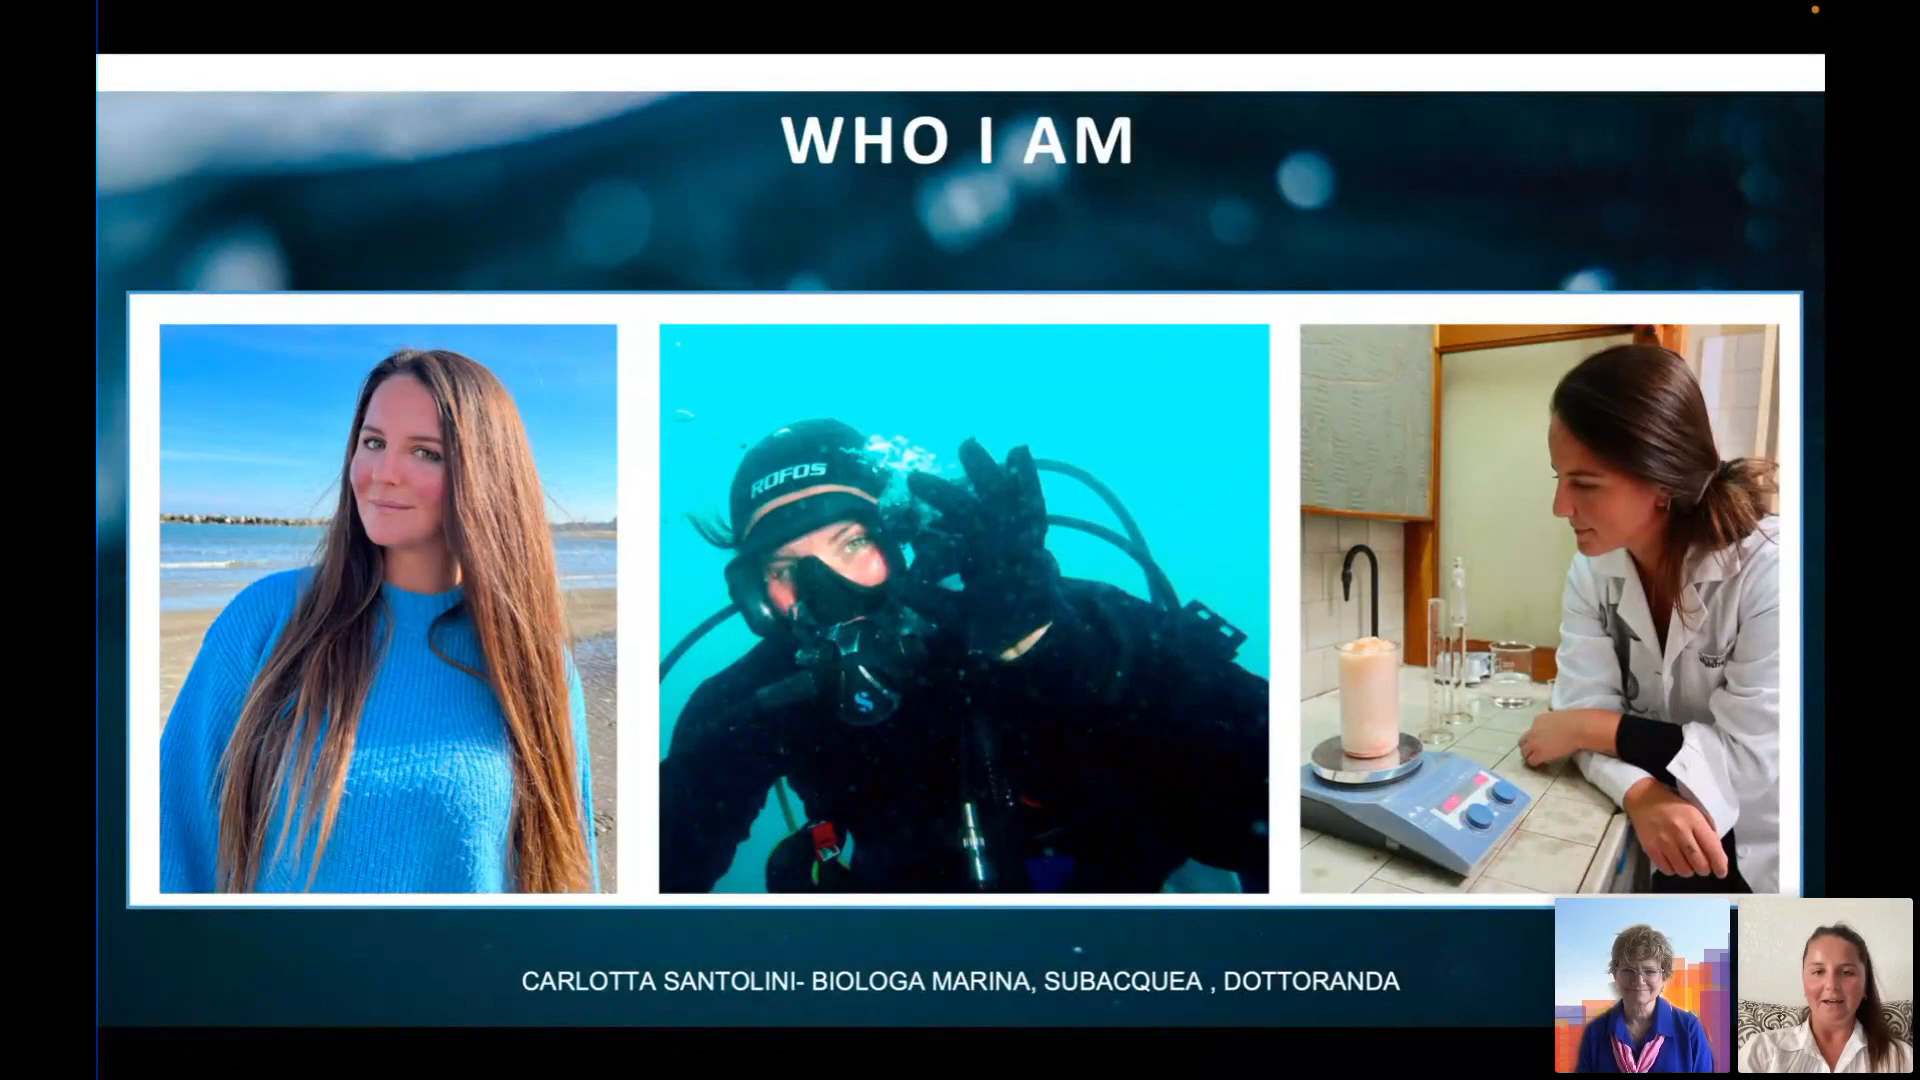 WHO I AM
ROFOS
S
CARLOTTA SANTOLINI- BIOLOGA MARINA, SUBACQUEA , DOTTORANDA